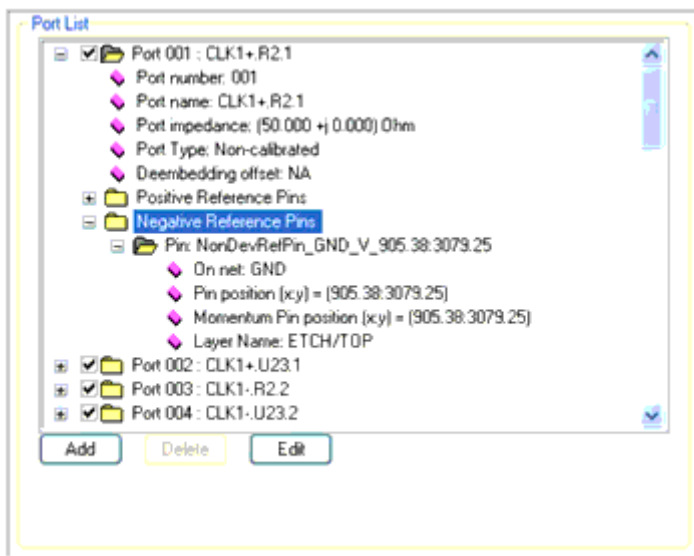 Port List
Port 001 : CLK1+.R2.1
Port number: 001
Port name: CLK1+.R2.1
Port impedance: (50.000 +j 0.000) Ohm
Port Type: Non-calibrated
Deembedding offset: NA
Positive Reference Pins
Negative Reference Pins
Pin: NonDevRefPin_GND_V_905.38:3079.25
On net: GND
Pin position (x:y) = (905.38:3079.25)
Momentum Pin position (x:y) = (905.38:3079.25)
Layer Name: ETCH/TOP
Port 002 : CLK1+.U23.1
Port 003 : CLK1-.R2.2
Port 004 : CLK1-.U23.2
Add Delete Edit